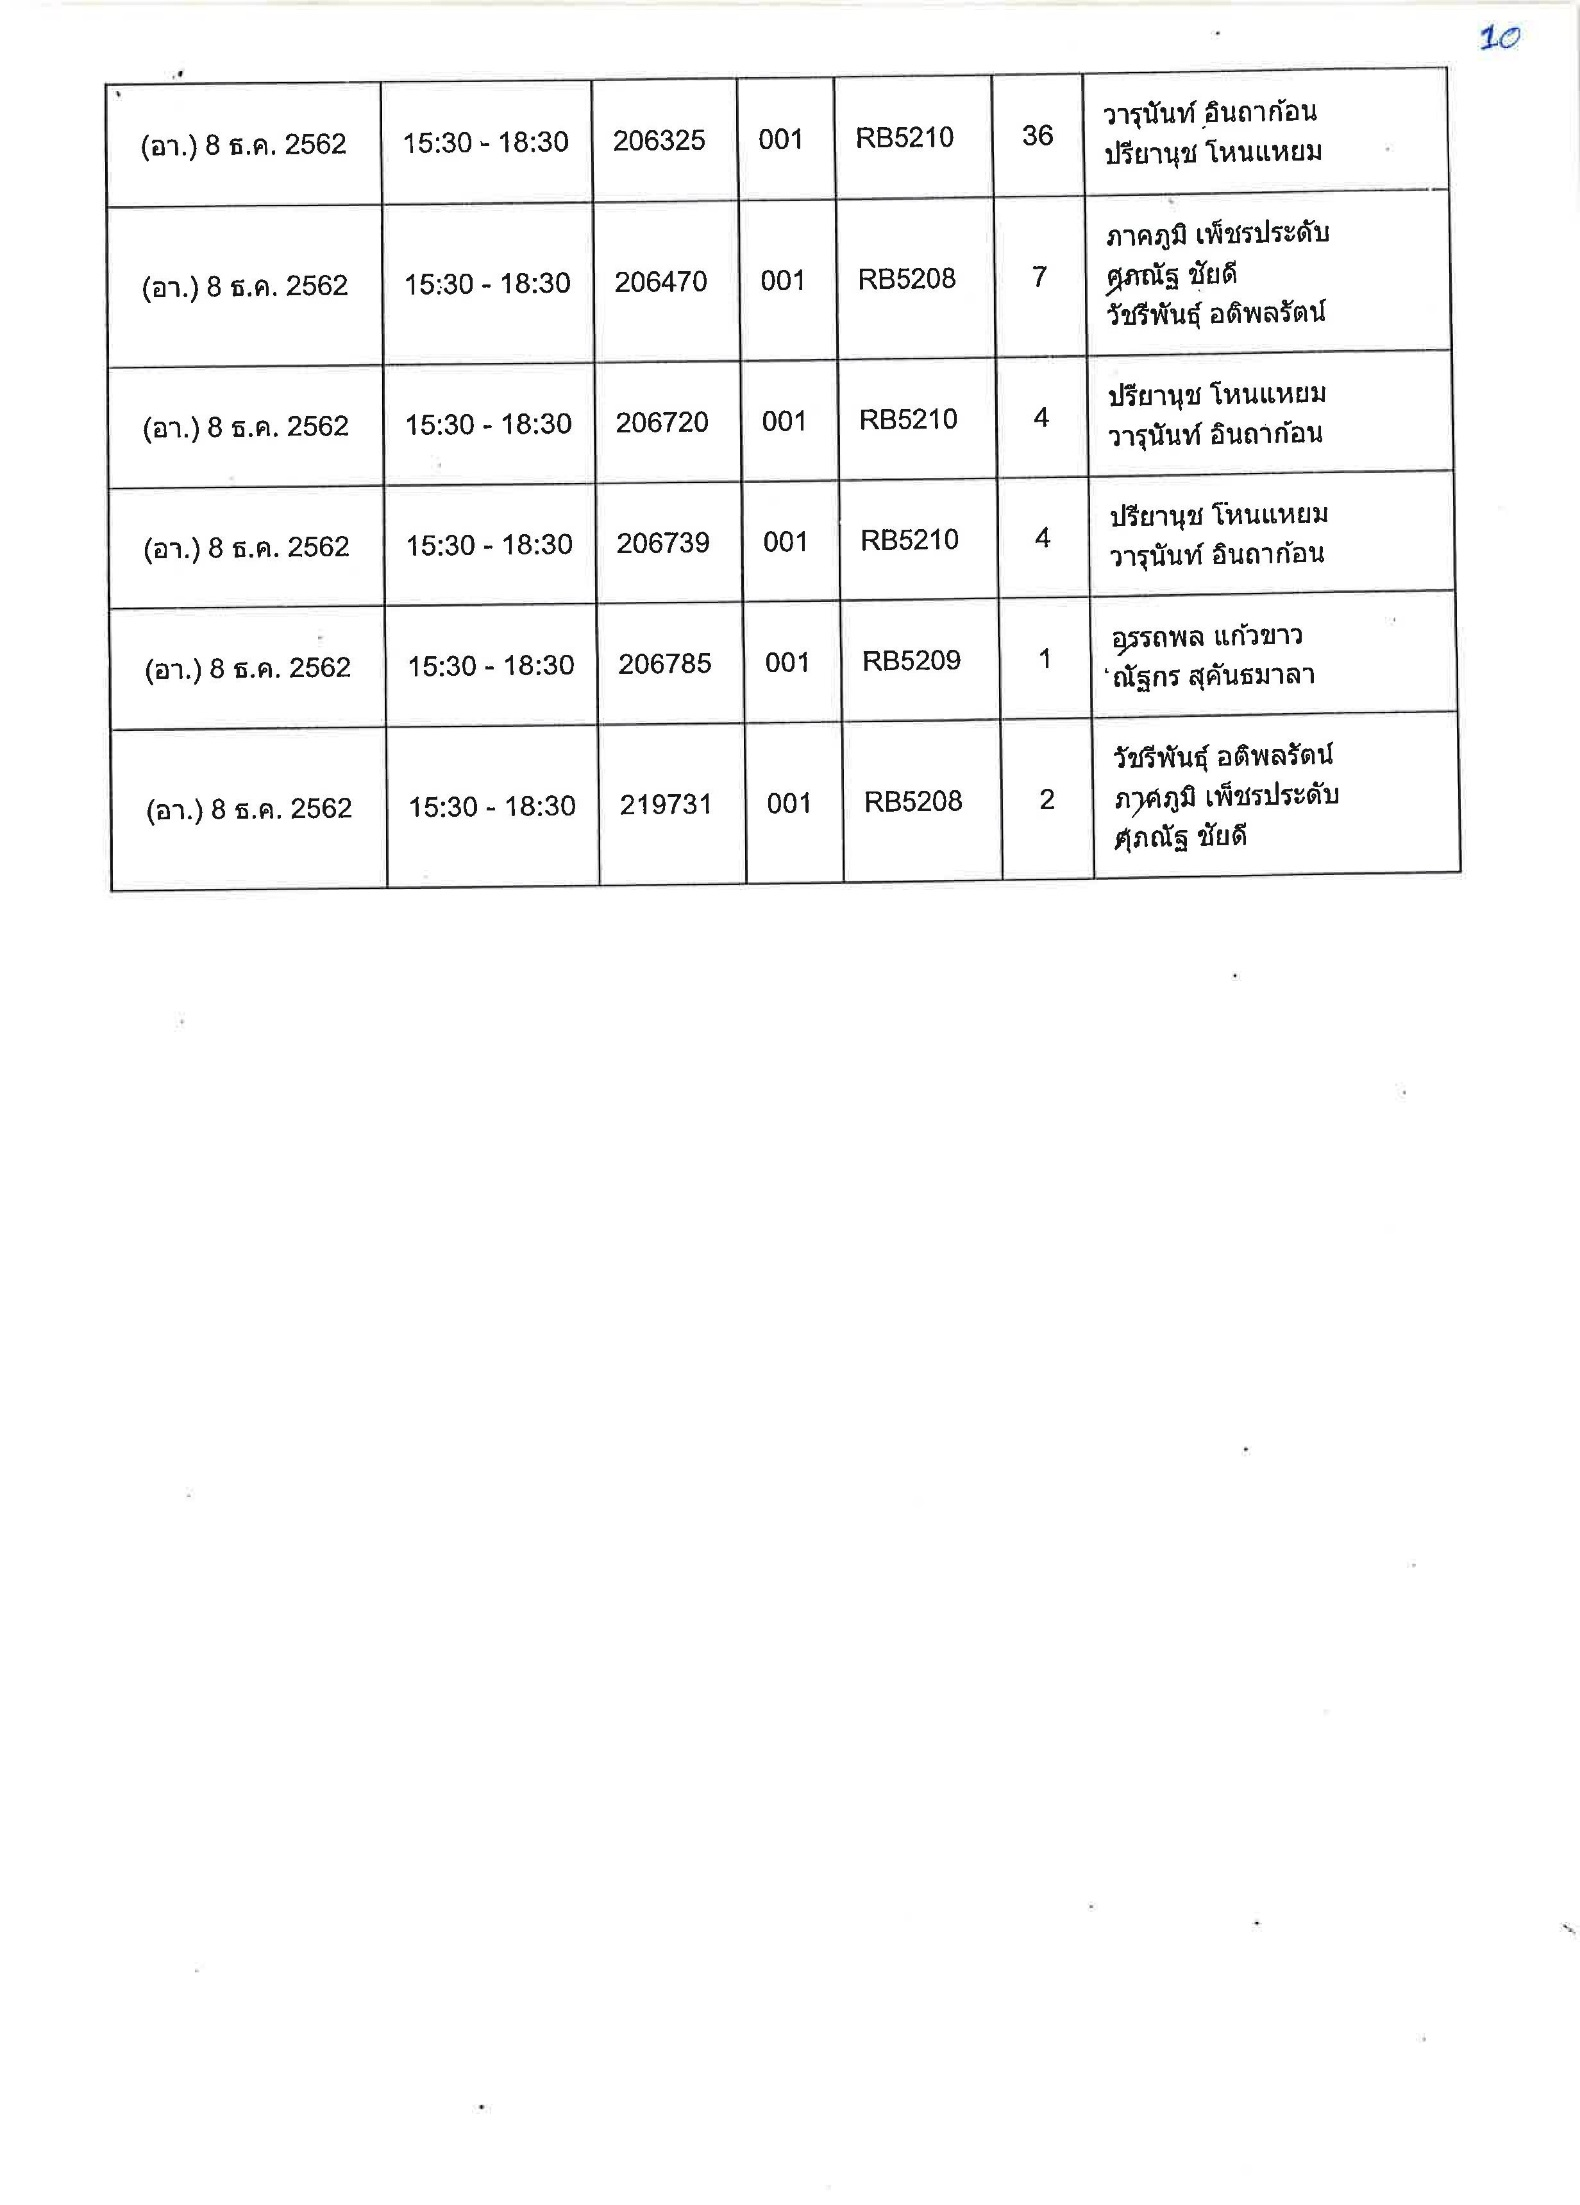 10
(อา.) 8 ธ.ค. 2562 15:30 - 18:30 206325 001 RB5210 36 วารุนันท์ อินถาก้อน
ปรียานุช โหนแหยม
(อา.) 8 ธ.ค. 2562 15:30 - 18:30 206470 001 RB5208 7 ภาคภูมิ เพ็ชรประดับ
ศุภณัฐ ชัยดี
วัชรีพันธุ์ อติพลรัตน์
(อา.) 8 ธ.ค. 2562 15:30 - 18:30 206720 001 RB5210 4 ปรียานุช โหนแหยม
วารุนันท์ อินถาก้อน
(อา.) 8 ธ.ค. 2562 15:30 - 18:30 206739 001 RB5210 4 ปรียานุช โหนแหยม
วารุนันท์ อินถาก้อน
(อา.) 8 ธ.ค. 2562 15:30 - 18:30 206785 001 RB5209 1 อรรถพล แก้วขาว
ณัฐกร สุคันธมาลา
(อา.) 8 ธ.ค. 2562 15:30 - 18:30 219731 001 RB5208 2 วัชรีพันธุ์ อติพลรัตน์
ภาคภูมิ เพ็ชรประดับ
ศุภณัฐ ชัยดี